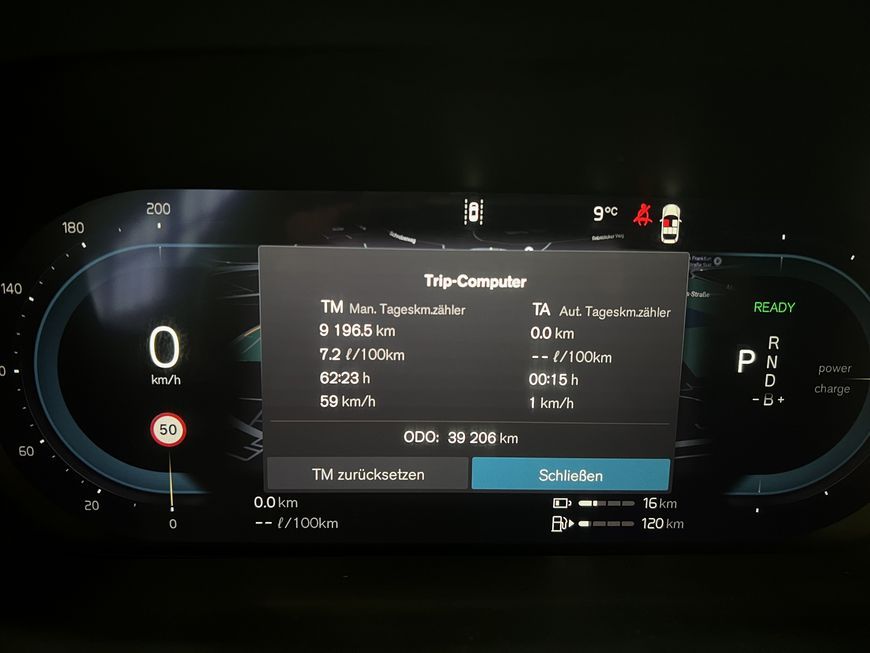 200
180
140
60
20
0
9°C
Trip-Computer
TM Man. Tageskm.zähler
9 196.5 km
7.2 ℓ/100km
62:23 h
59 km/h
TA Aut. Tageskm.zähler
0.0 km
-- ℓ/100km
00:15 h
1 km/h
ODO: 39 206 km
TM zurücksetzen
Schließen
0
km/h
50
READY
P
R
N
D
- B +
power
charge
0.0 km
-- ℓ/100km
16 km
120 km